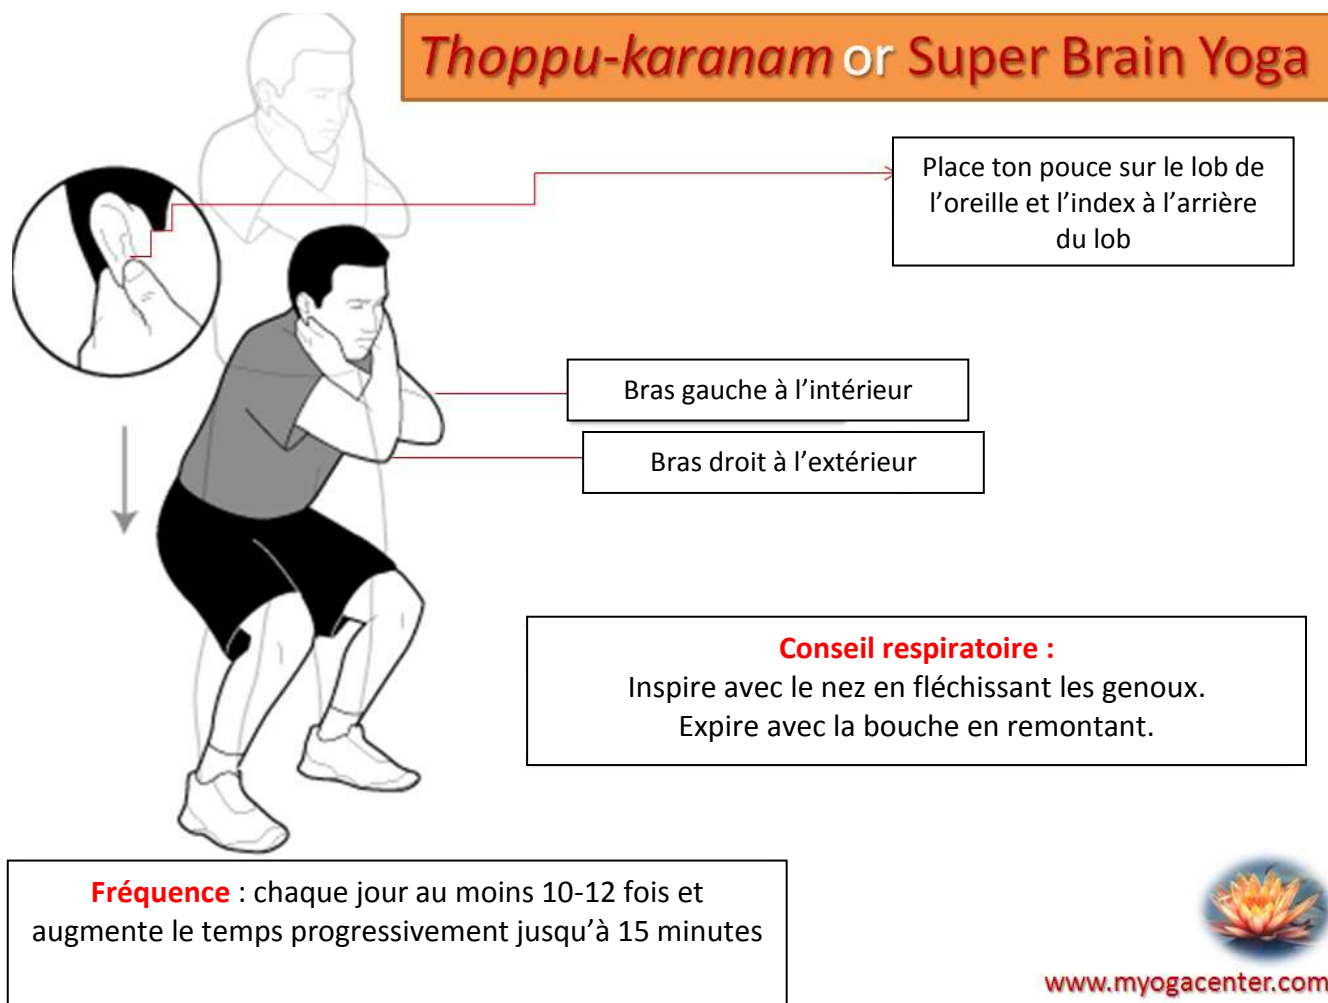 Thoppu-karanam or Super Brain Yoga
Place ton pouce sur le lob de
l’oreille et l’index à l’arrière
du lob
Bras gauche à l’intérieur
Bras droit à l’extérieur
Conseil respiratoire :
Inspire avec le nez en fléchissant les genoux.
Expire avec la bouche en remontant.
Fréquence : chaque jour au moins 10-12 fois et
augmente le temps progressivement jusqu’à 15 minutes
www.myogacenter.com